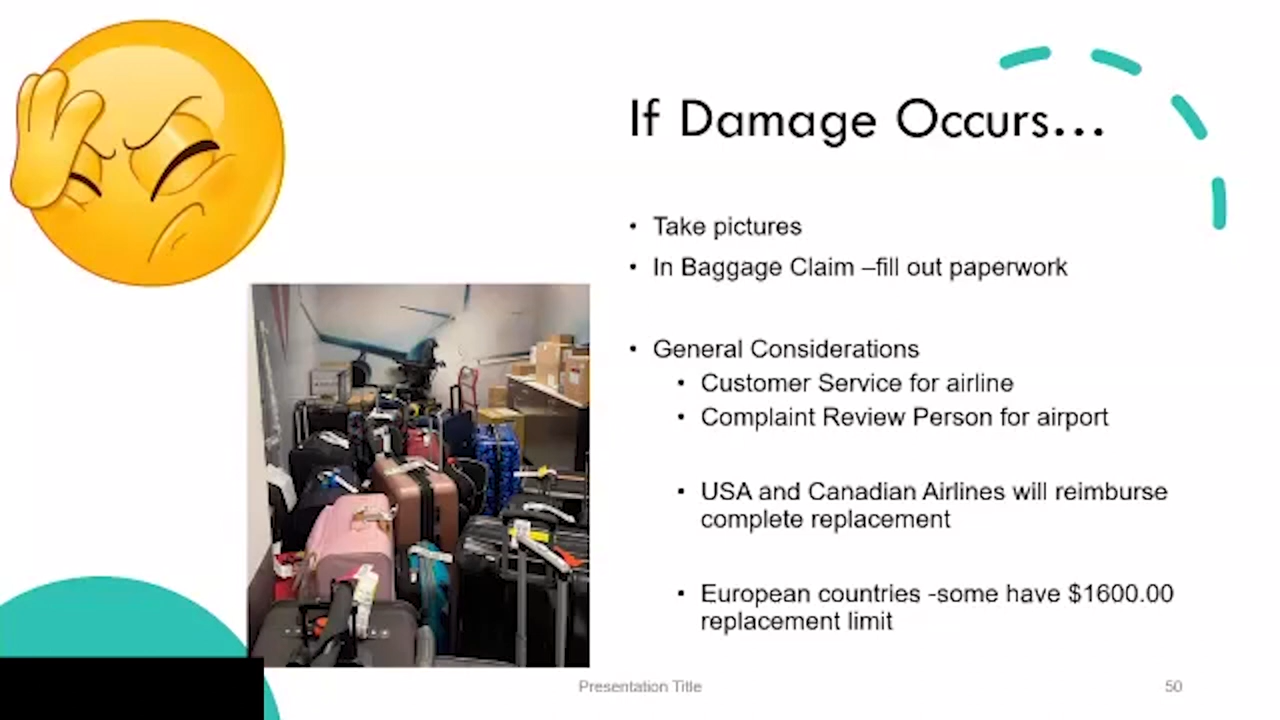 If Damage Occurs...
• Take pictures
• In Baggage Claim –fill out paperwork
• General Considerations
• Customer Service for airline
• Complaint Review Person for airport
• USA and Canadian Airlines will reimburse
complete replacement
• European countries -some have $1600.00
replacement limit
Presentation Title
50